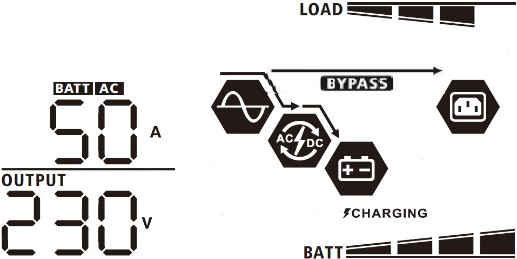 LOAD
BYPASS
BATT AC
50 A
AC DC
OUTPUT
230 V
CHARGING
BATT